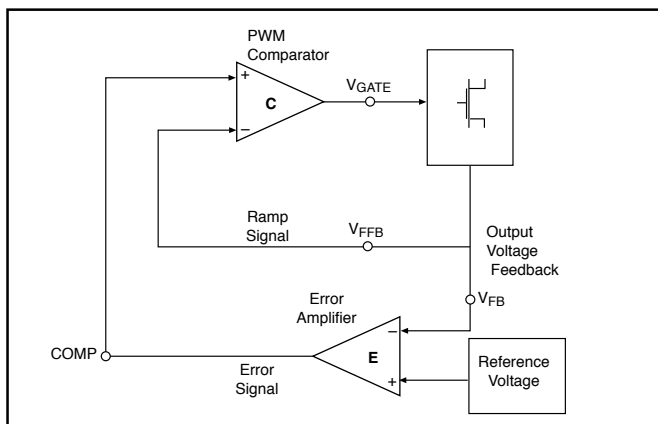 PWM
Comparator
+
C
−
VGATE
Ramp
Signal
VFFB
Output
Voltage
Feedback
VFB
Error
Amplifier
−
E
+
COMP
Error
Signal
Reference
Voltage